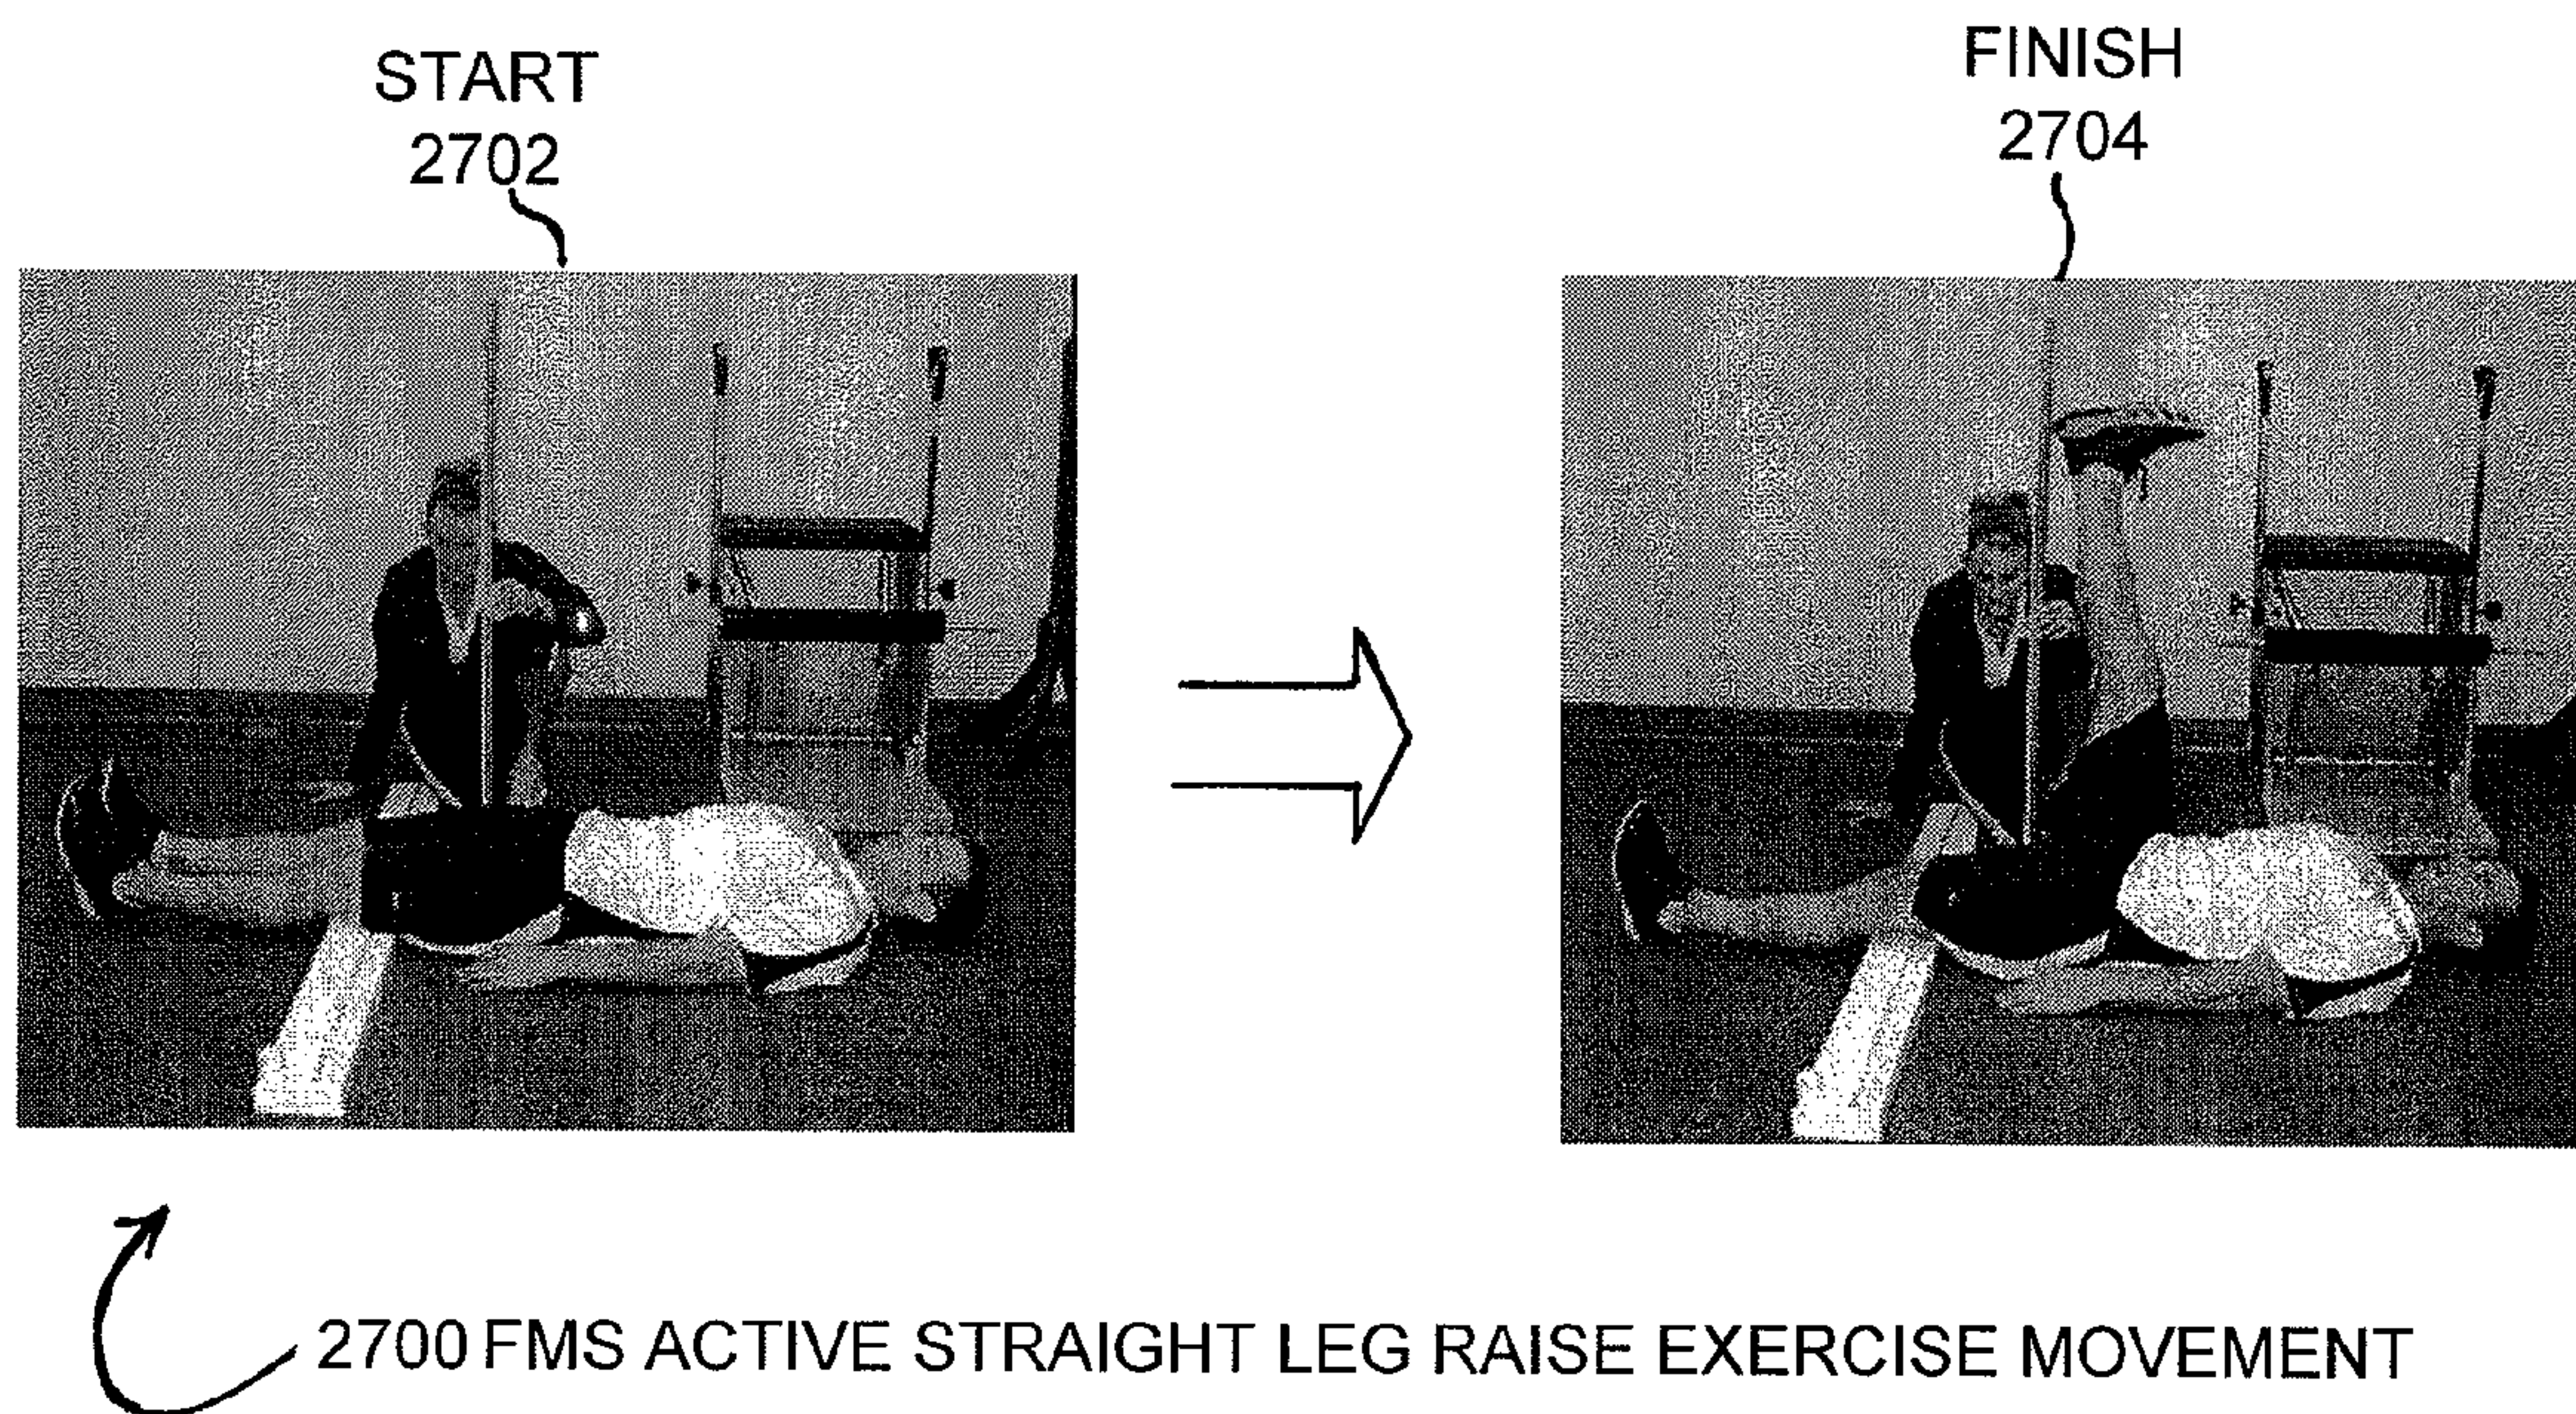 START
2702
FINISH
2704
2700 FMS ACTIVE STRAIGHT LEG RAISE EXERCISE MOVEMENT